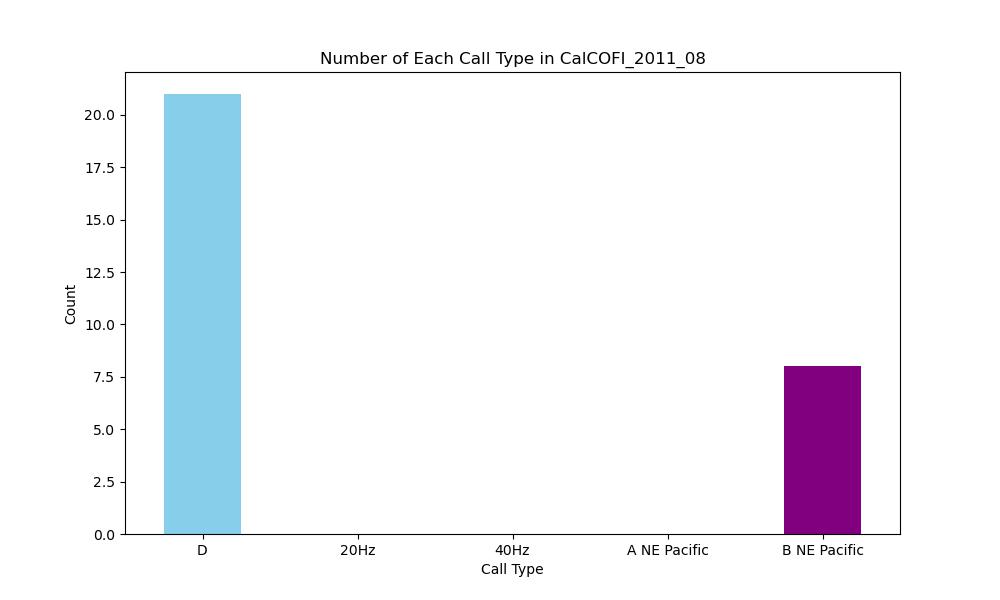 Number of Each Call Type in CalCOFI_2011_08
20.0
17.5
15.0
12.5
10.0
7.5
5.0
2.5
0.0
Count
D 20Hz 40Hz A NE Pacific B NE Pacific
Call Type